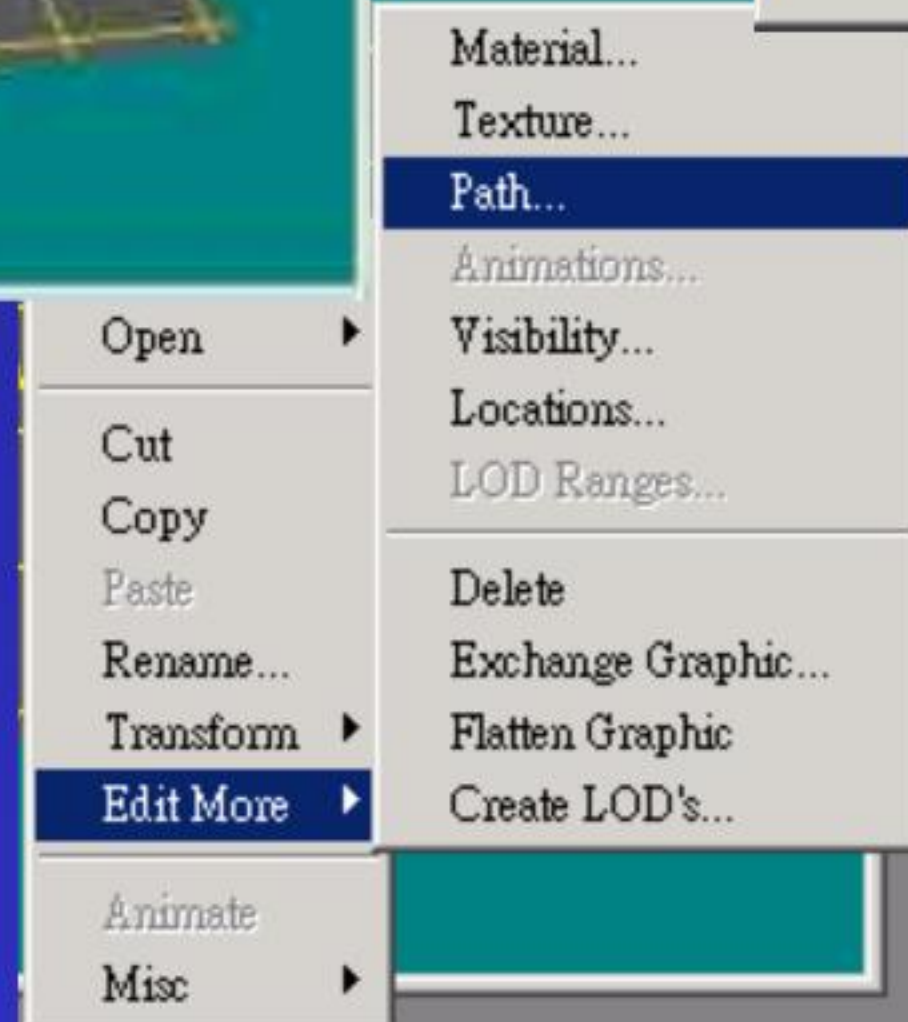 Material...
Texture...
Path...
Animations...
Visibility...
Locations...
LOD Ranges...
Delete
Exchange Graphic...
Flatten Graphic
Create LOD's...
Open
Cut
Copy
Paste
Rename...
Transform
Edit More
Animate
Misc